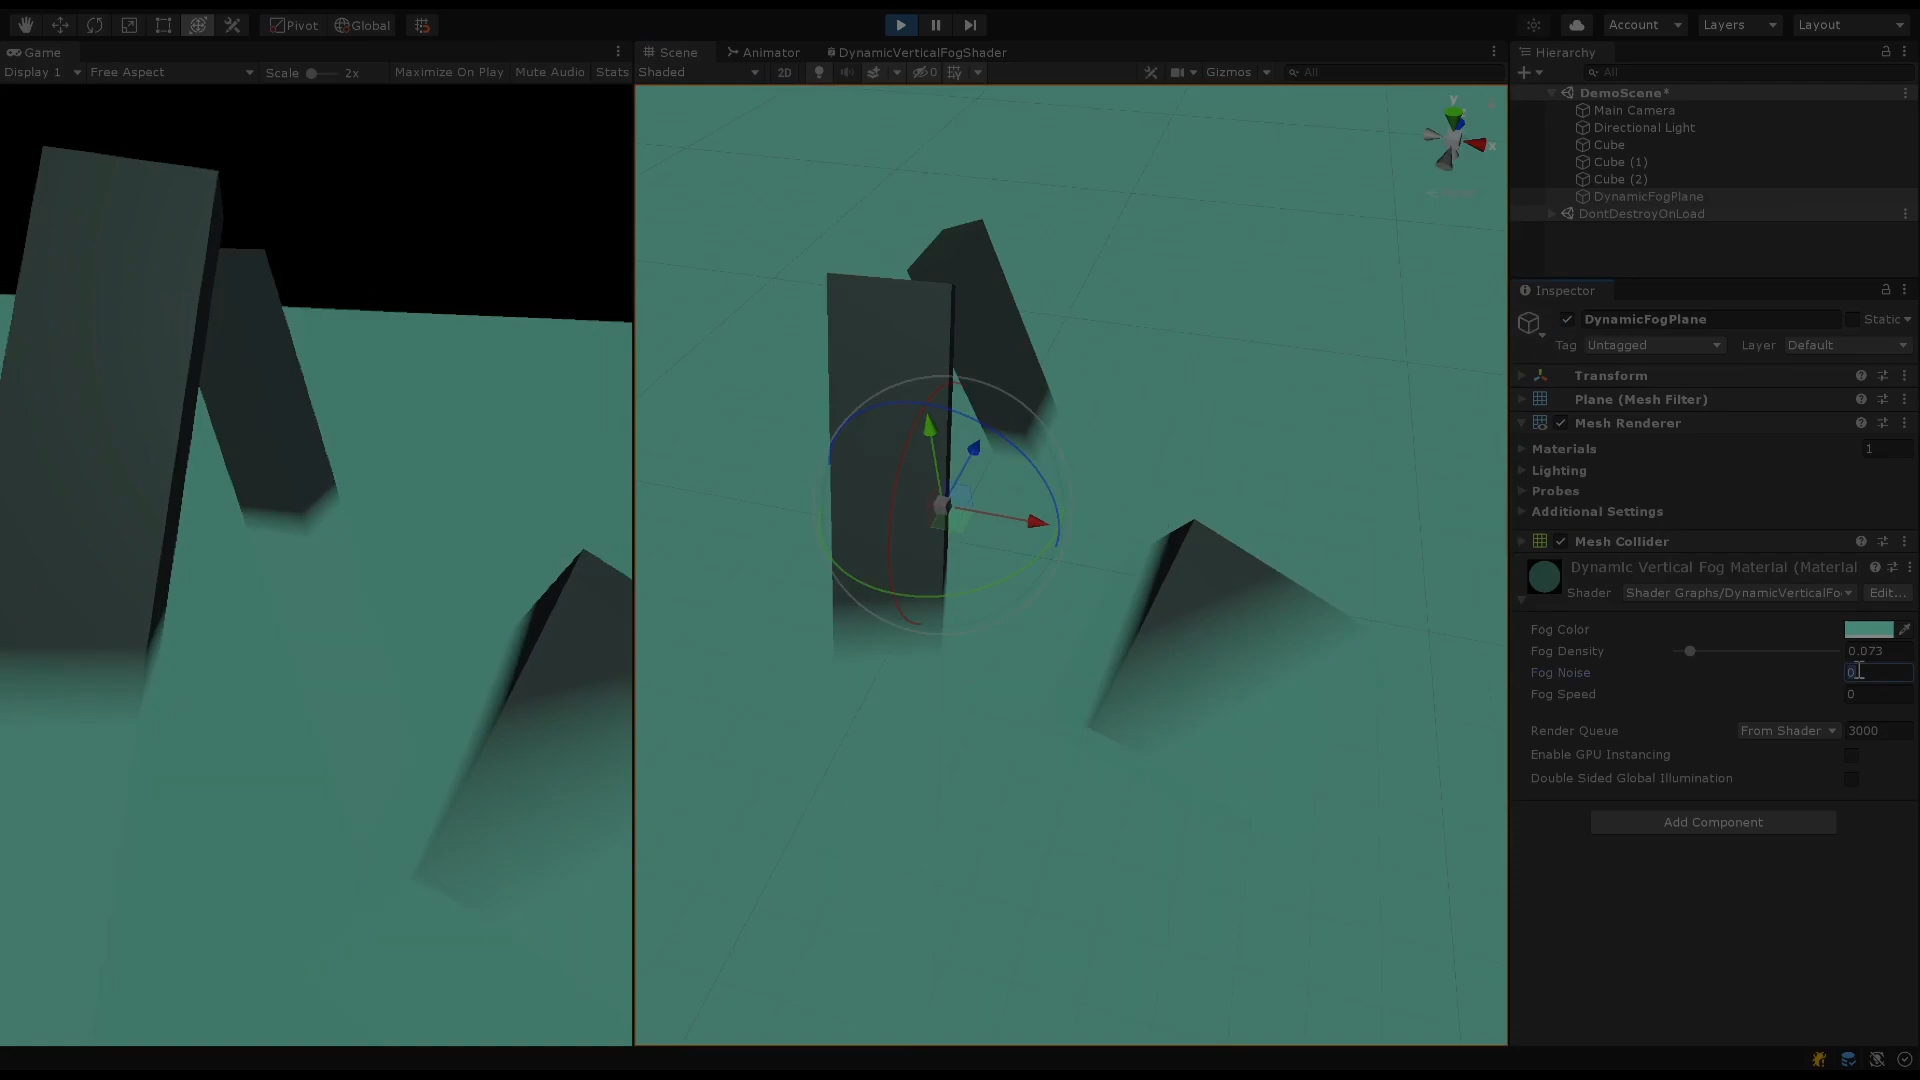 Pivot Global Account Layers Layout
Game Scene Animator DynamicVerticalFogShader Hierarchy
Display 1 Free Aspect Scale 2x Maximize On Play Mute Audio Stats Shaded 2D 0 Gizmos All All
DemoScene*
Main Camera
Directional Light
Cube
Cube (1)
Cube (2)
DynamicFogPlane
DontDestroyOnLoad
y
x
Inspector
DynamicFogPlane Static
Tag Untagged Layer Default
Transform
Plane (Mesh Filter)
Mesh Renderer
Materials 1
Lighting
Probes
Additional Settings
Mesh Collider
Dynamic Vertical Fog Material (Material
Shader Shader Graphs/DynamicVerticalFo Edit...
Fog Color
Fog Density 0.073
Fog Noise 0
Fog Speed 0
Render Queue From Shader 3000
Enable GPU Instancing
Double Sided Global Illumination
Add Component